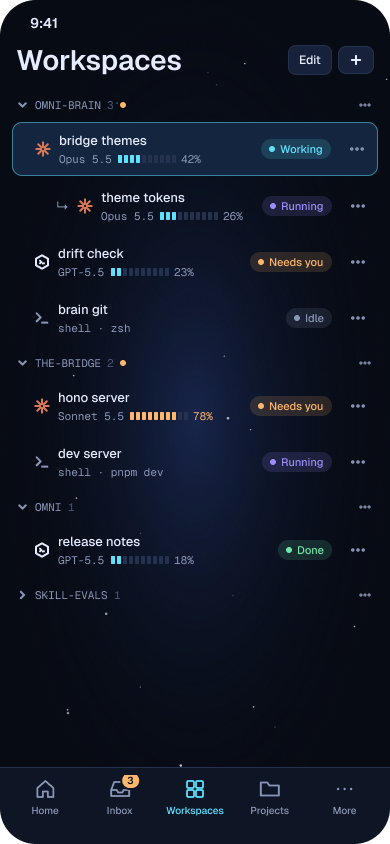 9:41
Workspaces
Edit
+
OMNI-BRAIN 3
bridge themes
Opus 5.5 42%
Working
theme tokens
Opus 5.5 26%
Running
drift check
GPT-5.5 23%
Needs you
brain git
shell · zsh
Idle
THE-BRIDGE 2
hono server
Sonnet 5.5 78%
Needs you
dev server
shell · pnpm dev
Running
OMNI 1
release notes
GPT-5.5 18%
Done
SKILL-EVALS 1
3
Home Inbox Workspaces Projects More